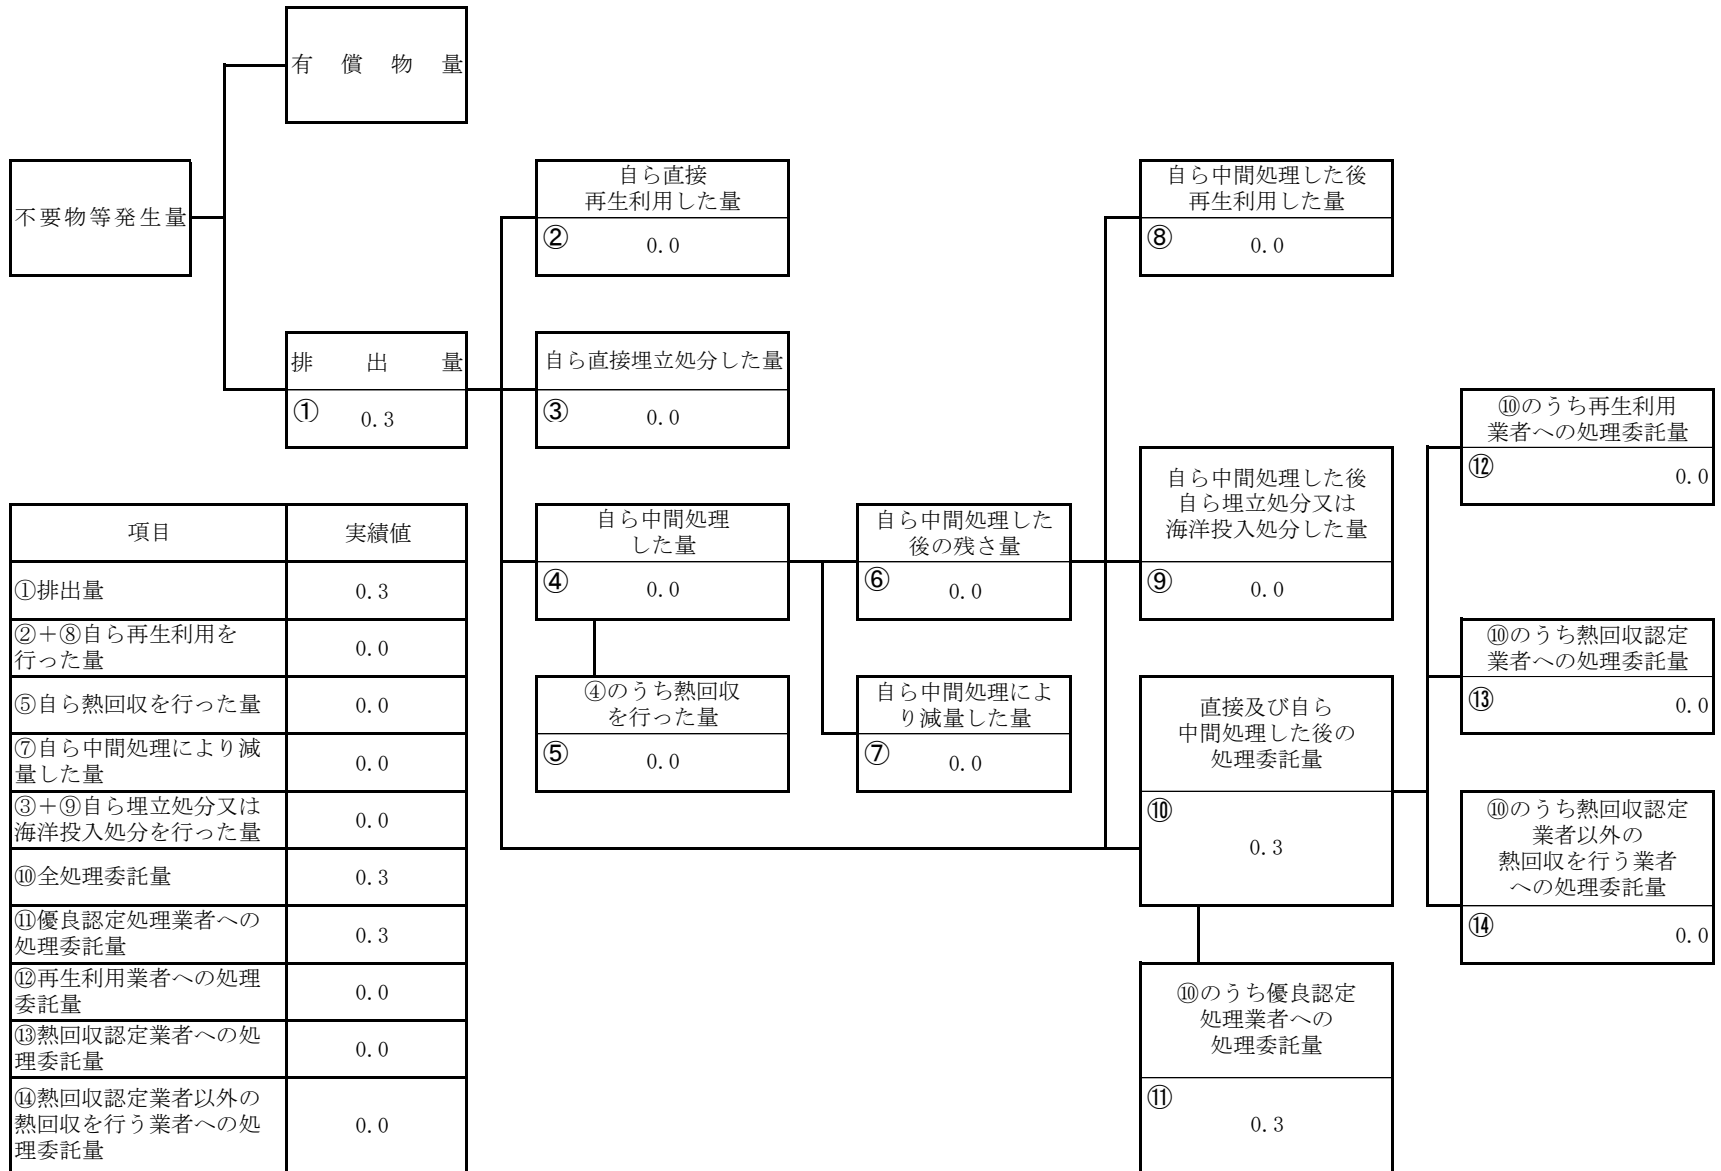 有償物量
不要物等発生量
自ら直接
再生利用した量
② 0.0
自ら中間処理した後
再生利用した量
⑧ 0.0
排出量
① 0.3
自ら直接埋立処分した量
③ 0.0
⑩のうち再生利用
業者への処理委託量
⑫ 0.0
自ら中間処理
した量
④ 0.0
自ら中間処理した
後の残さ量
⑥ 0.0
自ら中間処理した後
自ら埋立処分又は
海洋投入処分した量
⑨ 0.0
⑩のうち熱回収認定
業者への処理委託量
⑬ 0.0
④のうち熱回収
を行った量
⑤ 0.0
自ら中間処理によ
り減量した量
⑦ 0.0
直接及び自ら
中間処理した後の
処理委託量
⑩ 0.3
⑩のうち熱回収認定
業者以外の
熱回収を行う業者
への処理委託量
⑭ 0.0
⑩のうち優良認定
処理業者への
処理委託量
⑪ 0.3
項目 実績値
①排出量 0.3
②+⑧自ら再生利用を
行った量 0.0
⑤自ら熱回収を行った量 0.0
⑦自ら中間処理により減
量した量 0.0
③+⑨自ら埋立処分又は
海洋投入処分を行った量 0.0
⑩全処理委託量 0.3
⑪優良認定処理業者への
処理委託量 0.3
⑫再生利用業者への処理
委託量 0.0
⑬熱回収認定業者への処
理委託量 0.0
⑭熱回収認定業者以外の
熱回収を行う業者への処
理委託量 0.0